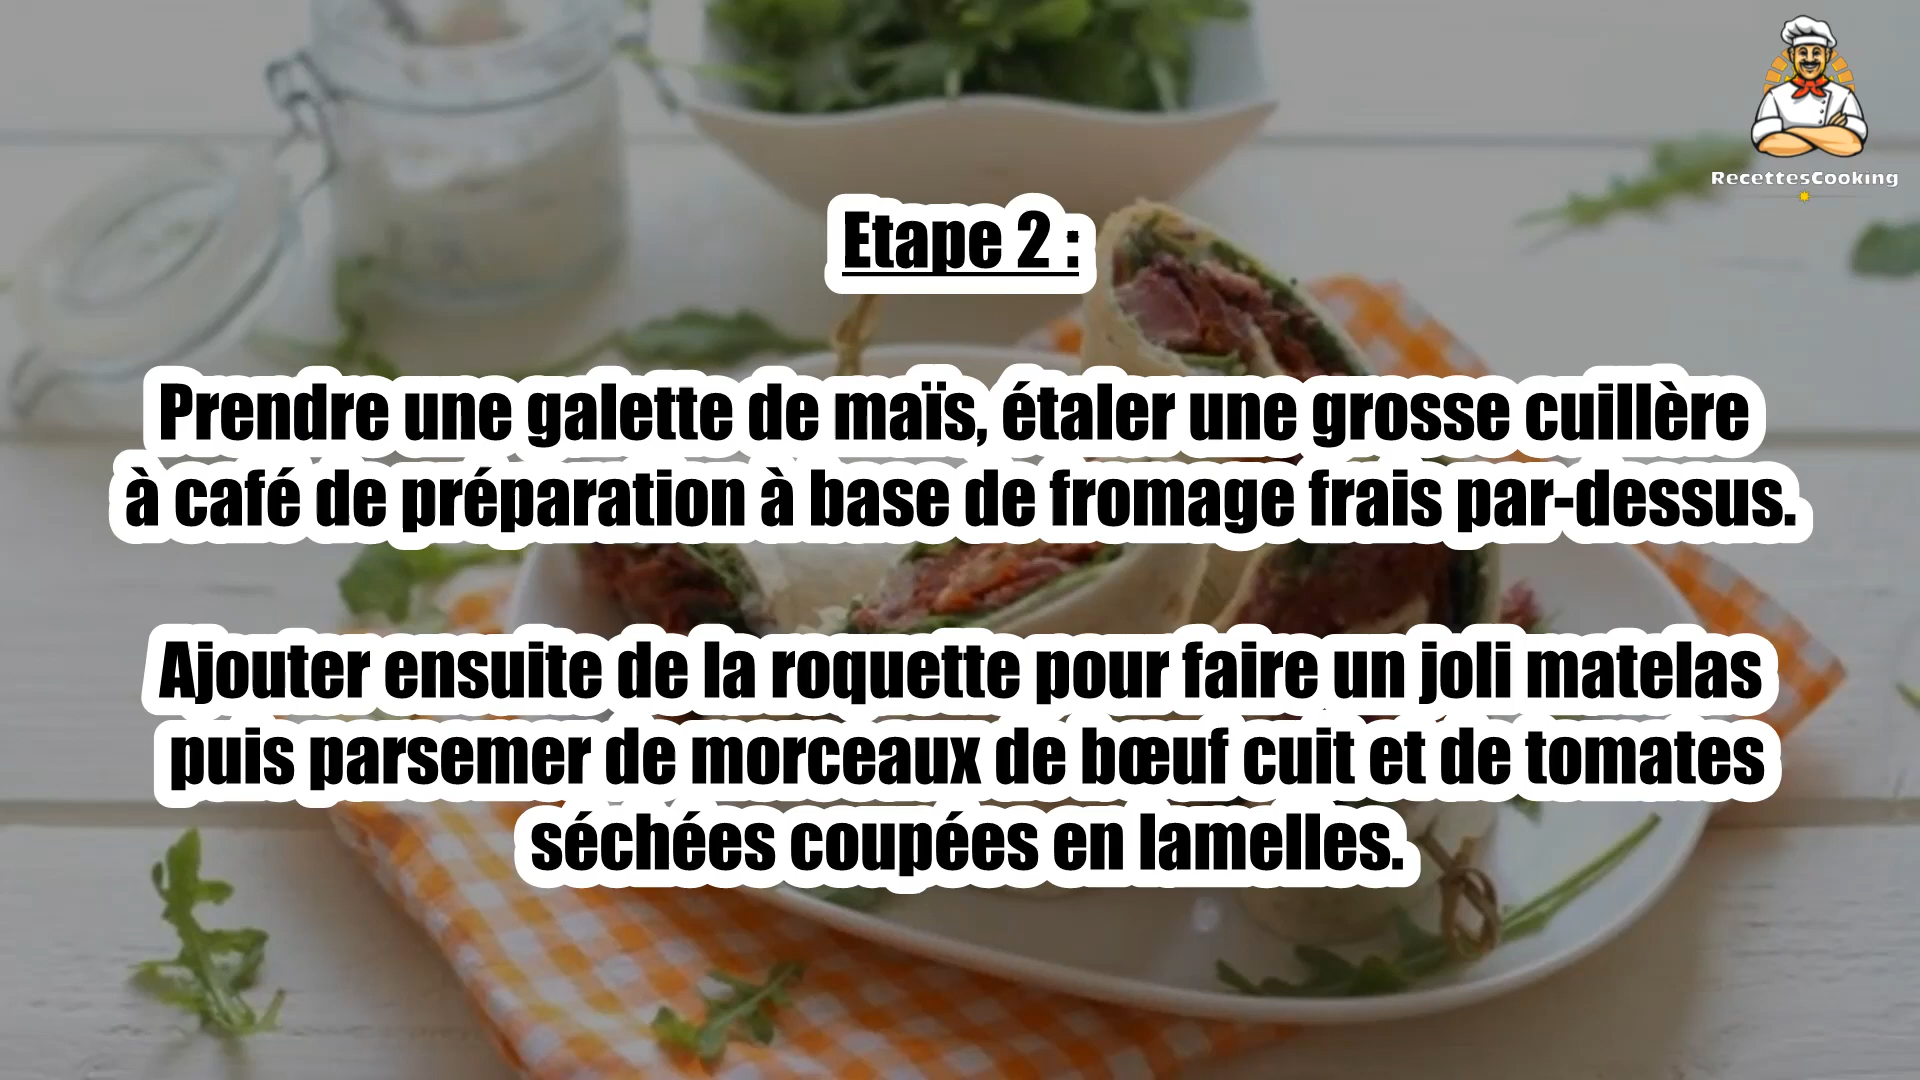 RecettesCooking
Etape 2 :
Prendre une galette de maïs, étaler une grosse cuillère
à café de préparation à base de fromage frais par-dessus.
Ajouter ensuite de la roquette pour faire un joli matelas
puis parsemer de morceaux de bœuf cuit et de tomates
séchées coupées en lamelles.